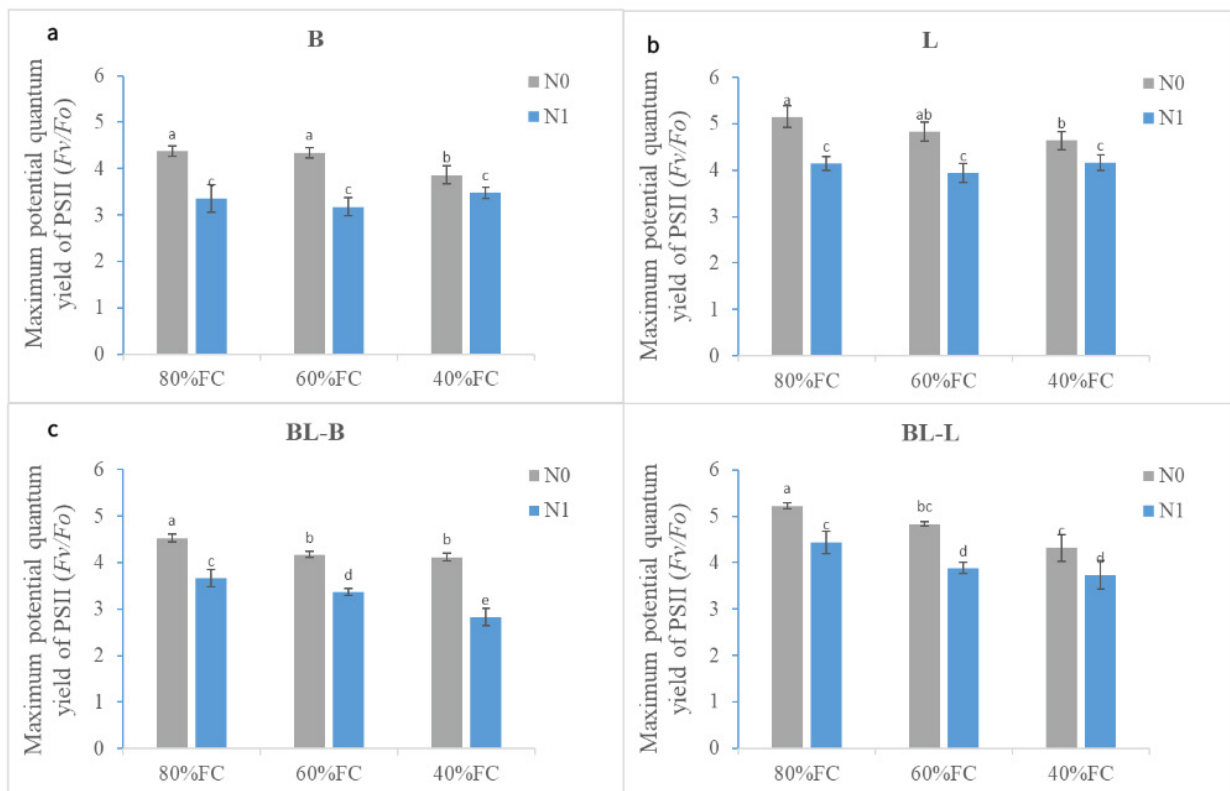 a
B
Maximum potential quantum
yield of PSII (Fv/Fo)
6
5
4
3
2
1
0
a
c
a
c
b
c
80%FC
60%FC
40%FC
N0
N1
b
L
Maximum potential quantum
yield of PSII (Fv/Fo)
6
5
4
3
2
1
0
a
c
ab
c
b
c
80%FC
60%FC
40%FC
N0
N1
c
BL-B
Maximum potential quantum
yield of PSII (Fv/Fo)
6
5
4
3
2
1
0
a
c
b
d
b
e
80%FC
60%FC
40%FC
N0
N1
BL-L
Maximum potential quantum
yield of PSII (Fv/Fo)
6
5
4
3
2
1
0
a
c
bc
d
c
d
80%FC
60%FC
40%FC
N0
N1